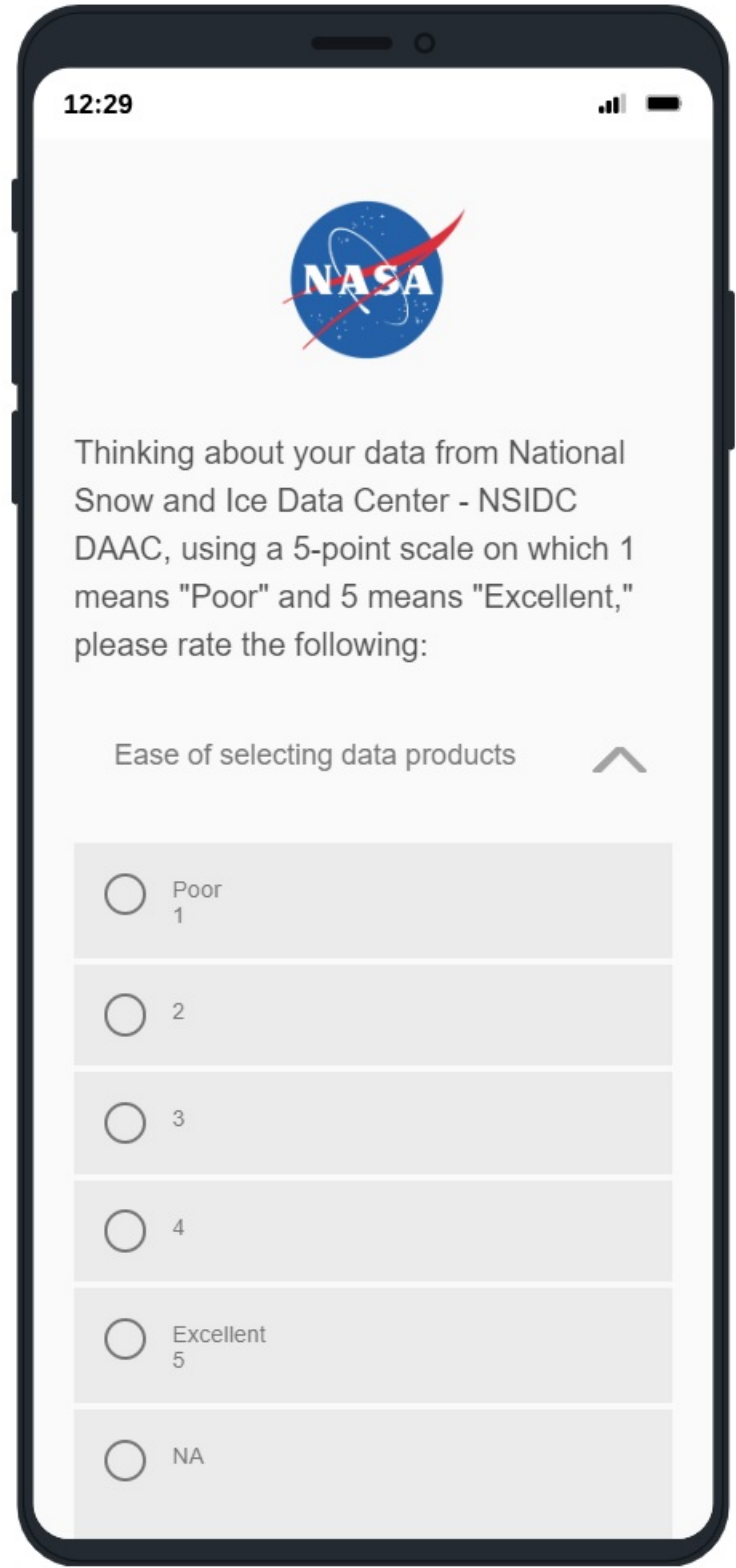 12:29
NASA
Thinking about your data from National
Snow and Ice Data Center - NSIDC
DAAC, using a 5-point scale on which 1
means "Poor" and 5 means "Excellent,"
please rate the following:
Ease of selecting data products
Poor
1
2
3
4
Excellent
5
NA